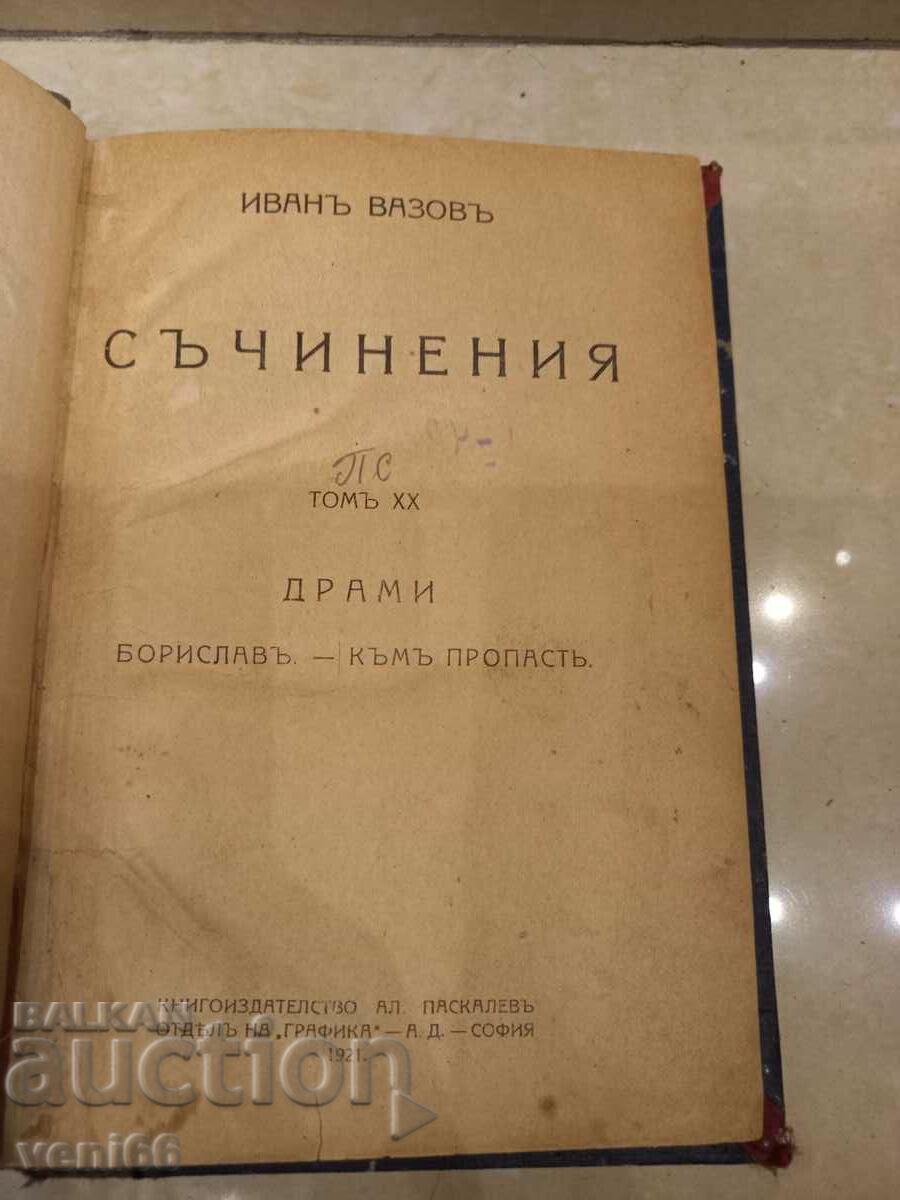 ИВАНЪ ВАЗОВЪ
СЪЧИНЕНИЯ
ПС
ТОМЪ XX
ДРАМИ
БОРИСЛАВЪ. — КЪМЪ ПРОПАСТЬ.
КНИГОИЗДАТЕЛСТВО АЛ. ПАСКАЛЕВЪ
ОТДѢЛЪ НА „ГРАФИКА“ — А. Д. — СОФИЯ
1921.
BALKAN
auction
veni66